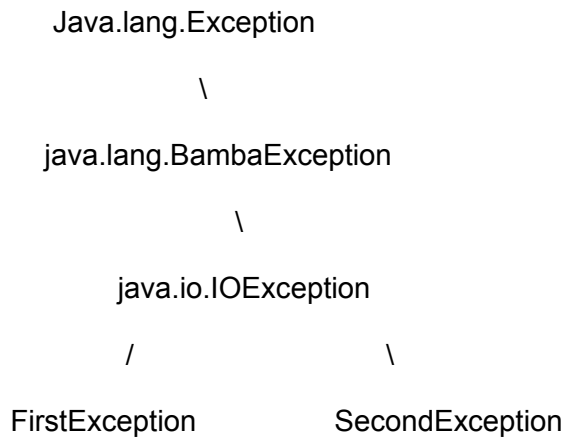 Java.lang.Exception
\
java.lang.BambaException
\
java.io.IOException
/ \
FirstException SecondException